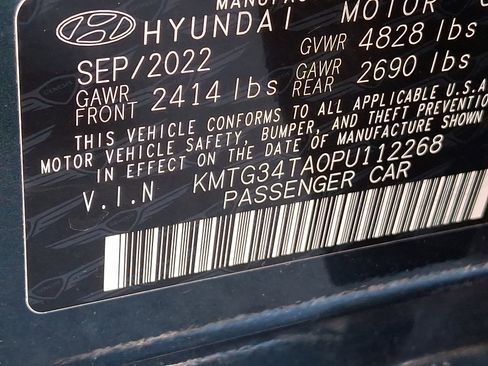 HYUNDAI MOTOR
SEP/2022 GVWR 4828 lbs
GAWR FRONT 2414 lbs GAWR REAR 2690 lbs
THIS VEHICLE CONFORMS TO ALL APPLICABLE U.S.A
MOTOR VEHICLE SAFETY, BUMPER, AND THEFT PREVENTIO
IN EFFECT ON THE DATE OF MANUFACTURE SHOWN
V.I.N KMTG34TA0PU112268
PASSENGER CAR